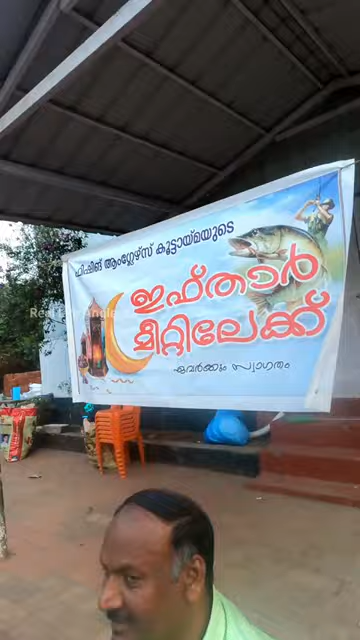 ഫിഷിങ് ആംഗ്ലേഴ്സ് കൂട്ടായ്മയുടെ
ഇഫ്താർ
മീറ്റിലേക്ക്
ഏവർക്കും സ്വാഗതം